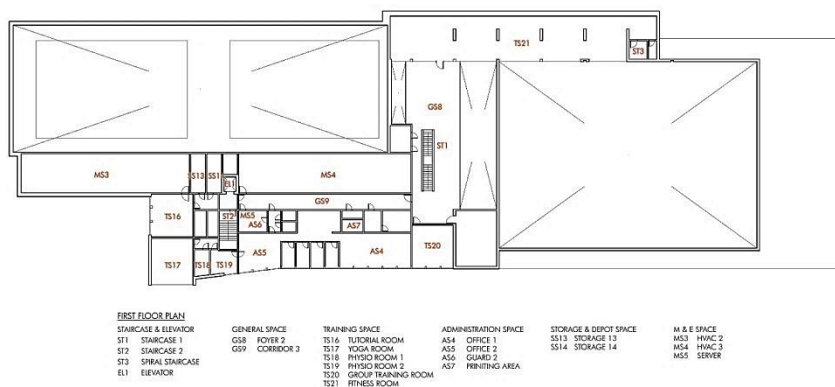 TS21
ST3
GS8
ST1
MS3
SS13
SS1
EL1
MS4
GS9
TS16
ST2
MS5
AS6
AS7
TS17
TS18
TS19
AS5
AS4
TS20
FIRST FLOOR PLAN
STAIRCASE & ELEVATOR
ST1 STAIRCASE 1
ST2 STAIRCASE 2
ST3 SPIRAL STAIRCASE
EL1 ELEVATOR
GENERAL SPACE
GS8 FOYER 2
GS9 CORRIDOR 3
TRAINING SPACE
TS16 TUTORIAL ROOM
TS17 YOGA ROOM
TS18 PHYSIO ROOM 1
TS19 PHYSIO ROOM 2
TS20 GROUP TRAINING ROOM
TS21 FITNESS ROOM
ADMINISTRATION SPACE
AS4 OFFICE 1
AS5 OFFICE 2
AS6 GUARD 2
AS7 PRINITING AREA
STORAGE & DEPOT SPACE
SS13 STORAGE 13
SS14 STORAGE 14
M & E SPACE
MS3 HVAC 2
MS4 HVAC 3
MS5 SERVER